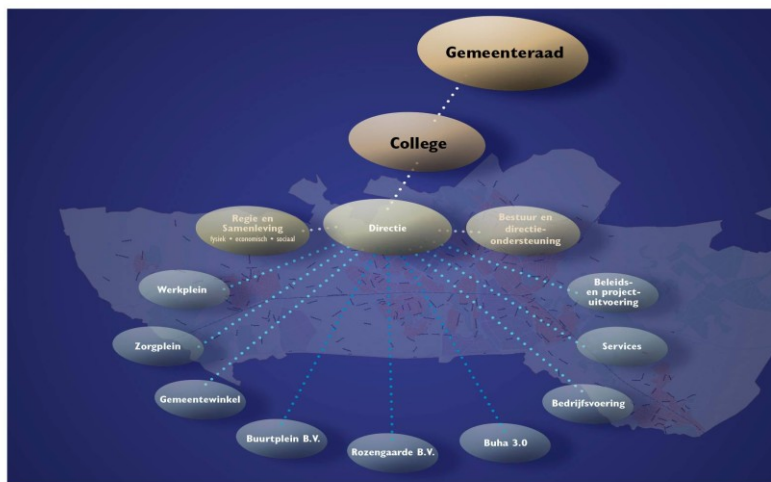 Gemeenteraad
College
Regie en
Samenleving
fysiek • economisch • sociaal
Directie
Bestuur en
directie-
ondersteuning
Werkplein
Beleids-
en project-
uitvoering
Zorgplein
Services
Gemeentewinkel
Bedrijfsvoering
Buurtplein B.V.
Rozengaarde B.V.
Buha 3.0